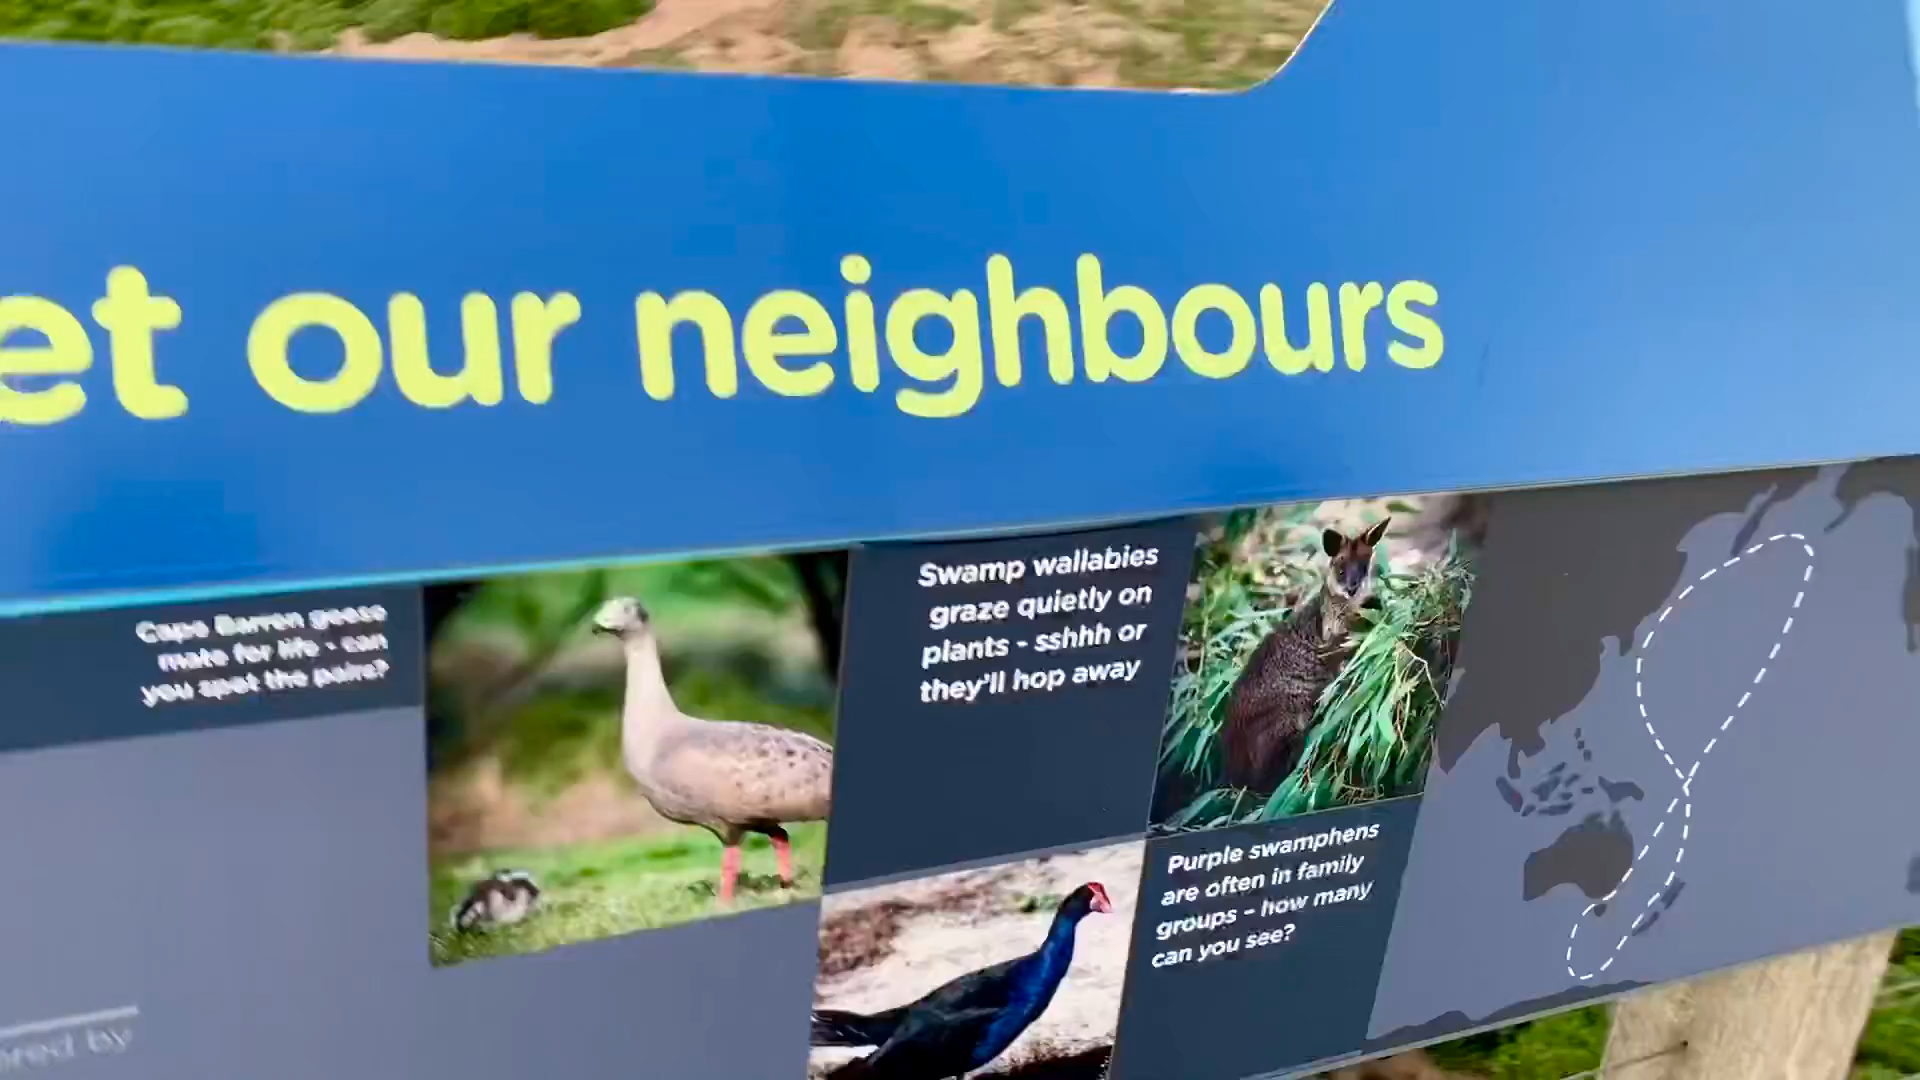 et our neighbours
Cape Barren geese
mate for life - can
you spot the pairs?
Swamp wallabies
graze quietly on
plants - sshhh or
they'll hop away
Purple swamphens
are often in family
groups – how many
can you see?
by